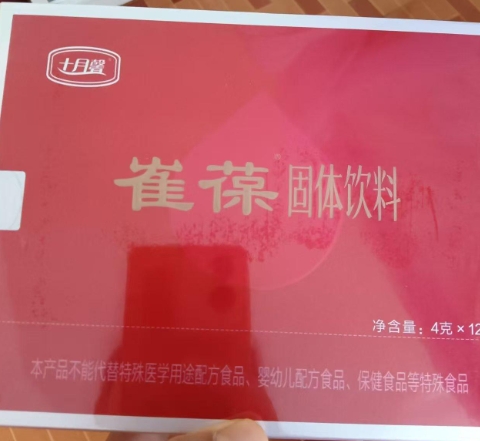 十月馨
崔葆固体饮料
净含量：4克×12
本产品不能代替特殊医学用途配方食品、婴幼儿配方食品、保健食品等特殊食品